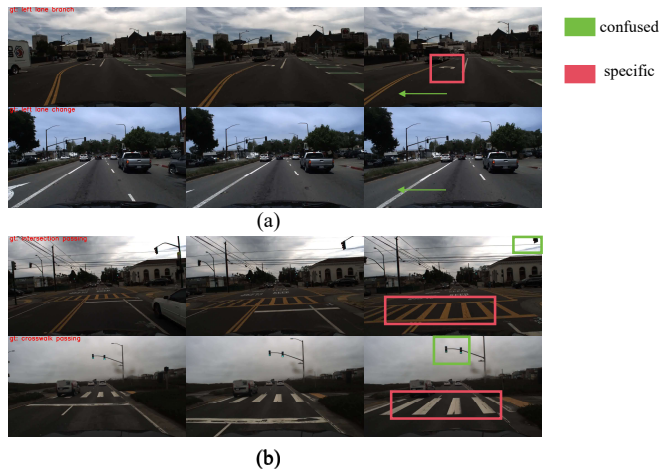 gt: left lane branch
confused
specific
gt: left lane change
(a)
gt: intersection passing
gt: crosswalk passing
(b)